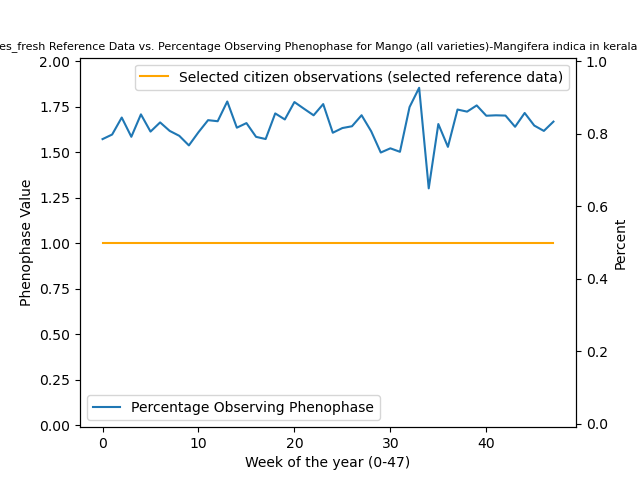 es_fresh Reference Data vs. Percentage Observing Phenophase for Mango (all varieties)-Mangifera indica in kerala
Selected citizen observations (selected reference data)
Percentage Observing Phenophase
Phenophase Value
2.00
1.75
1.50
1.25
1.00
0.75
0.50
0.25
0.00
Percent
1.0
0.8
0.6
0.4
0.2
0.0
0 10 20 30 40
Week of the year (0-47)